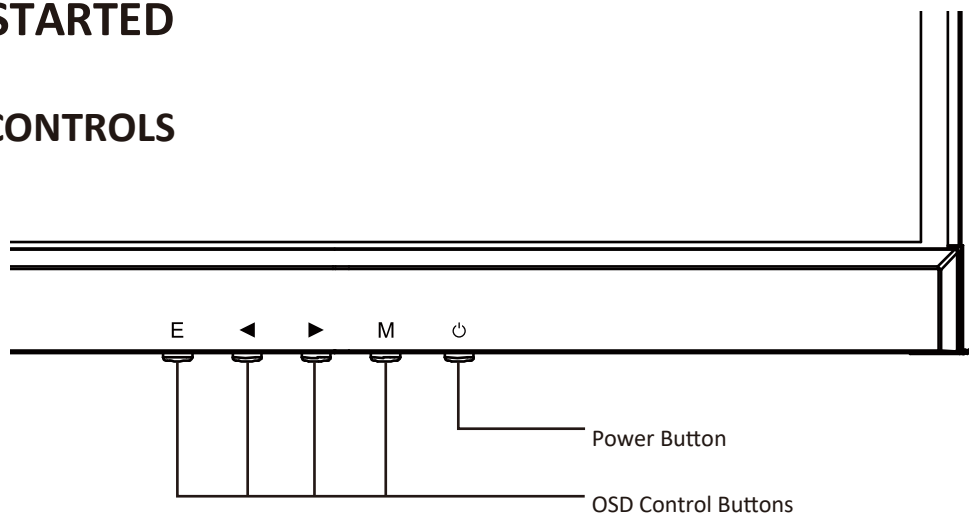 STARTED
CONTROLS
E ◀ ▶ M ⏻
Power Button
OSD Control Buttons